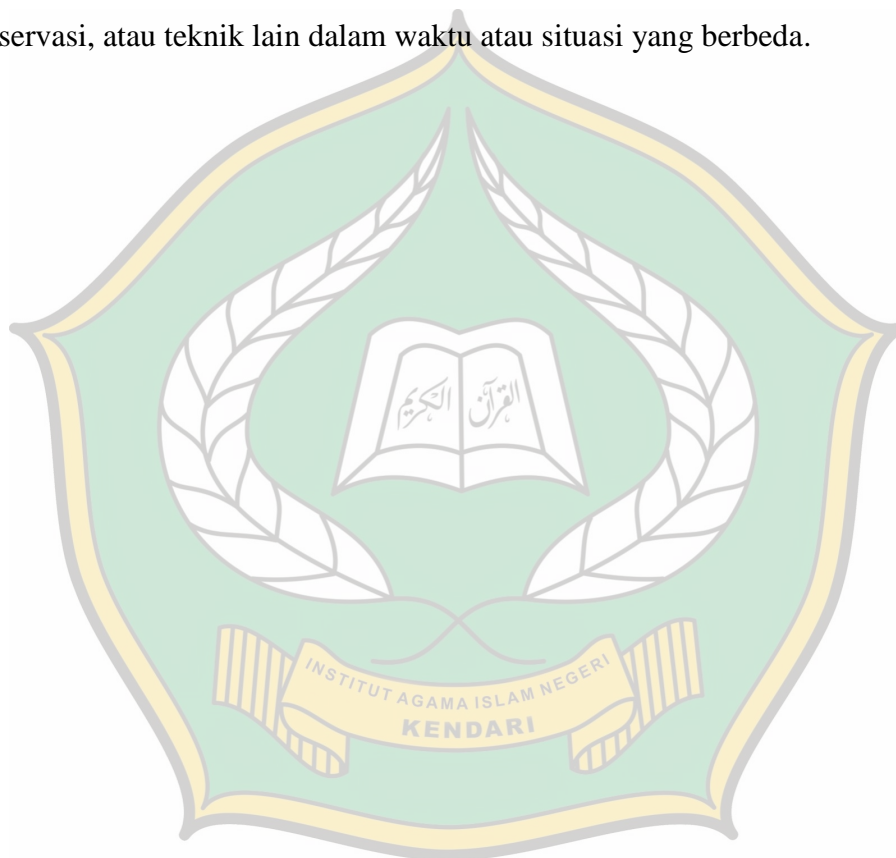 servasi, atau teknik lain dalam waktu atau situasi yang berbeda.
القرآن الكريم
INSTITUT AGAMA ISLAM NEGERI
KENDARI